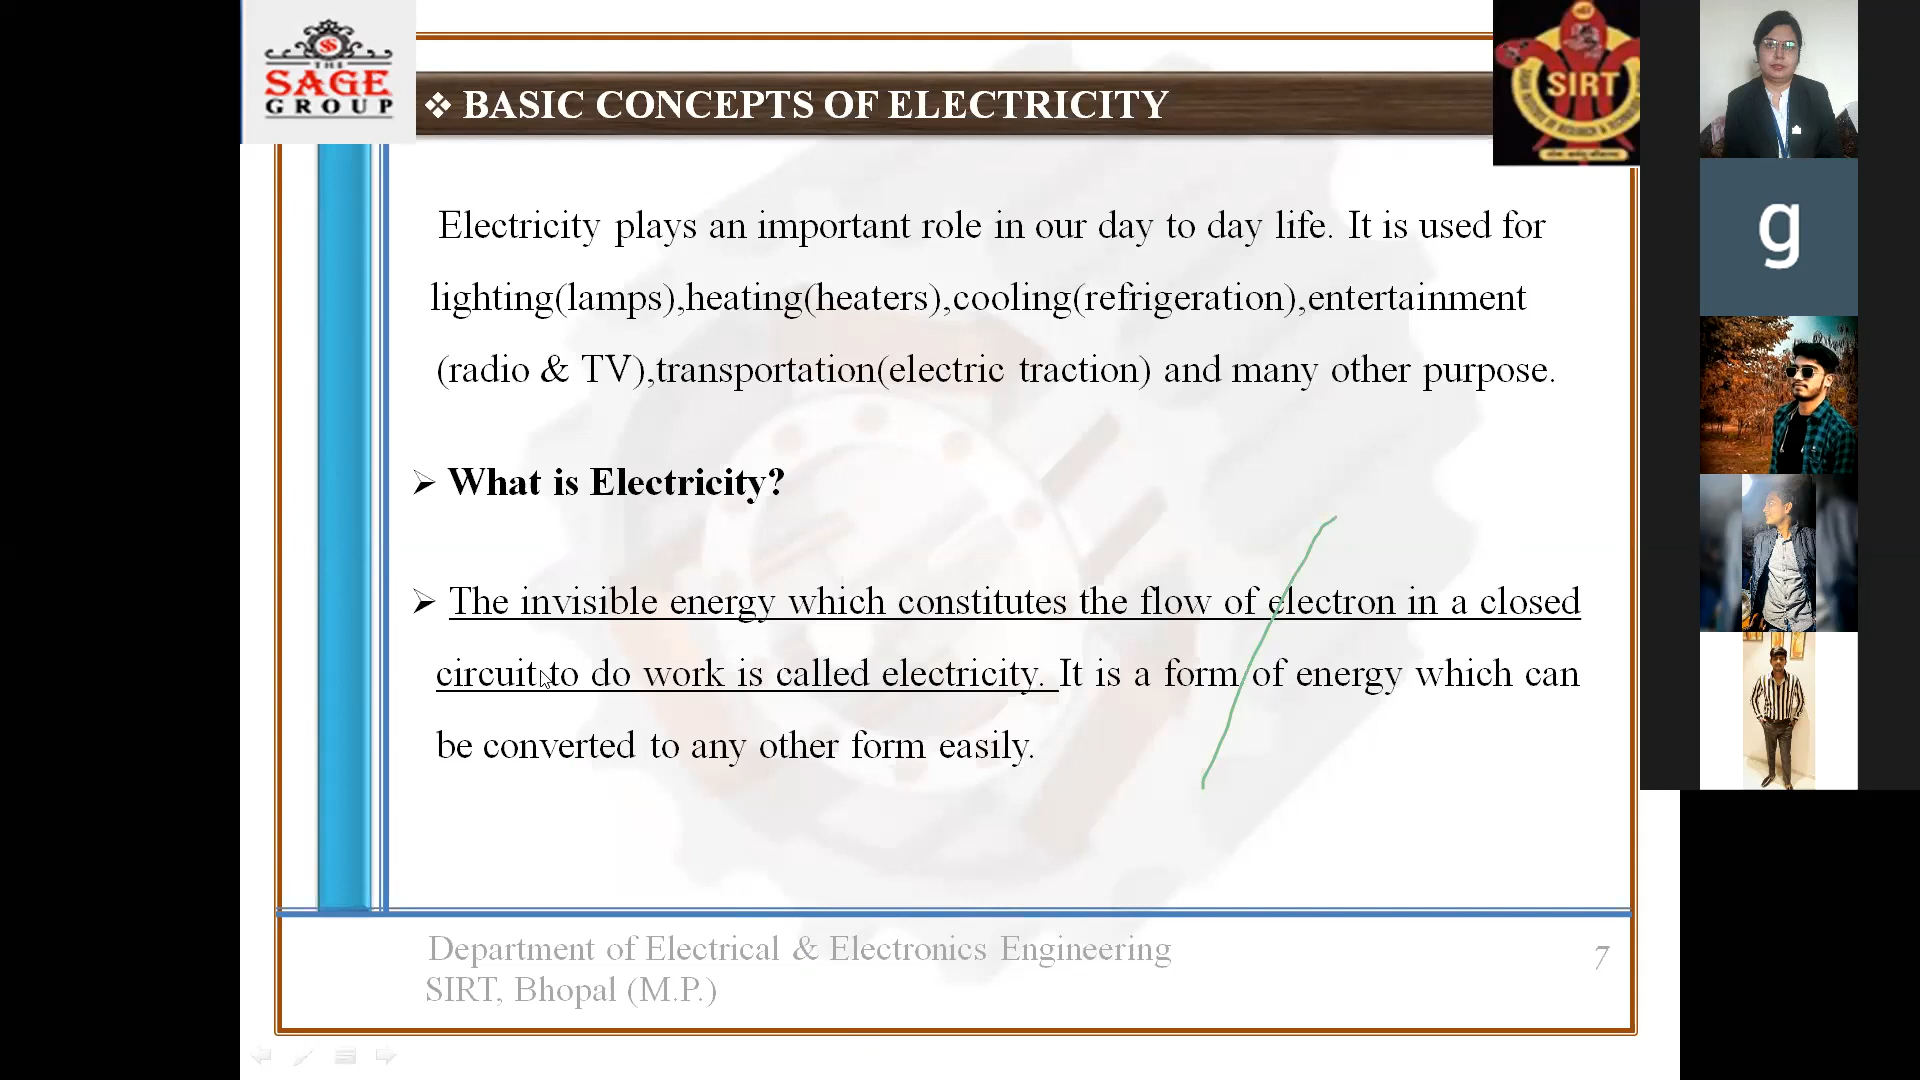 THE
SAGE
GROUP
SIRT
❖ BASIC CONCEPTS OF ELECTRICITY
g
Electricity plays an important role in our day to day life. It is used for
lighting(lamps),heating(heaters),cooling(refrigeration),entertainment
(radio & TV),transportation(electric traction) and many other purpose.
➢ What is Electricity?
➢ The invisible energy which constitutes the flow of electron in a closed
circuit to do work is called electricity. It is a form of energy which can
be converted to any other form easily.
Department of Electrical & Electronics Engineering
SIRT, Bhopal (M.P.)
7